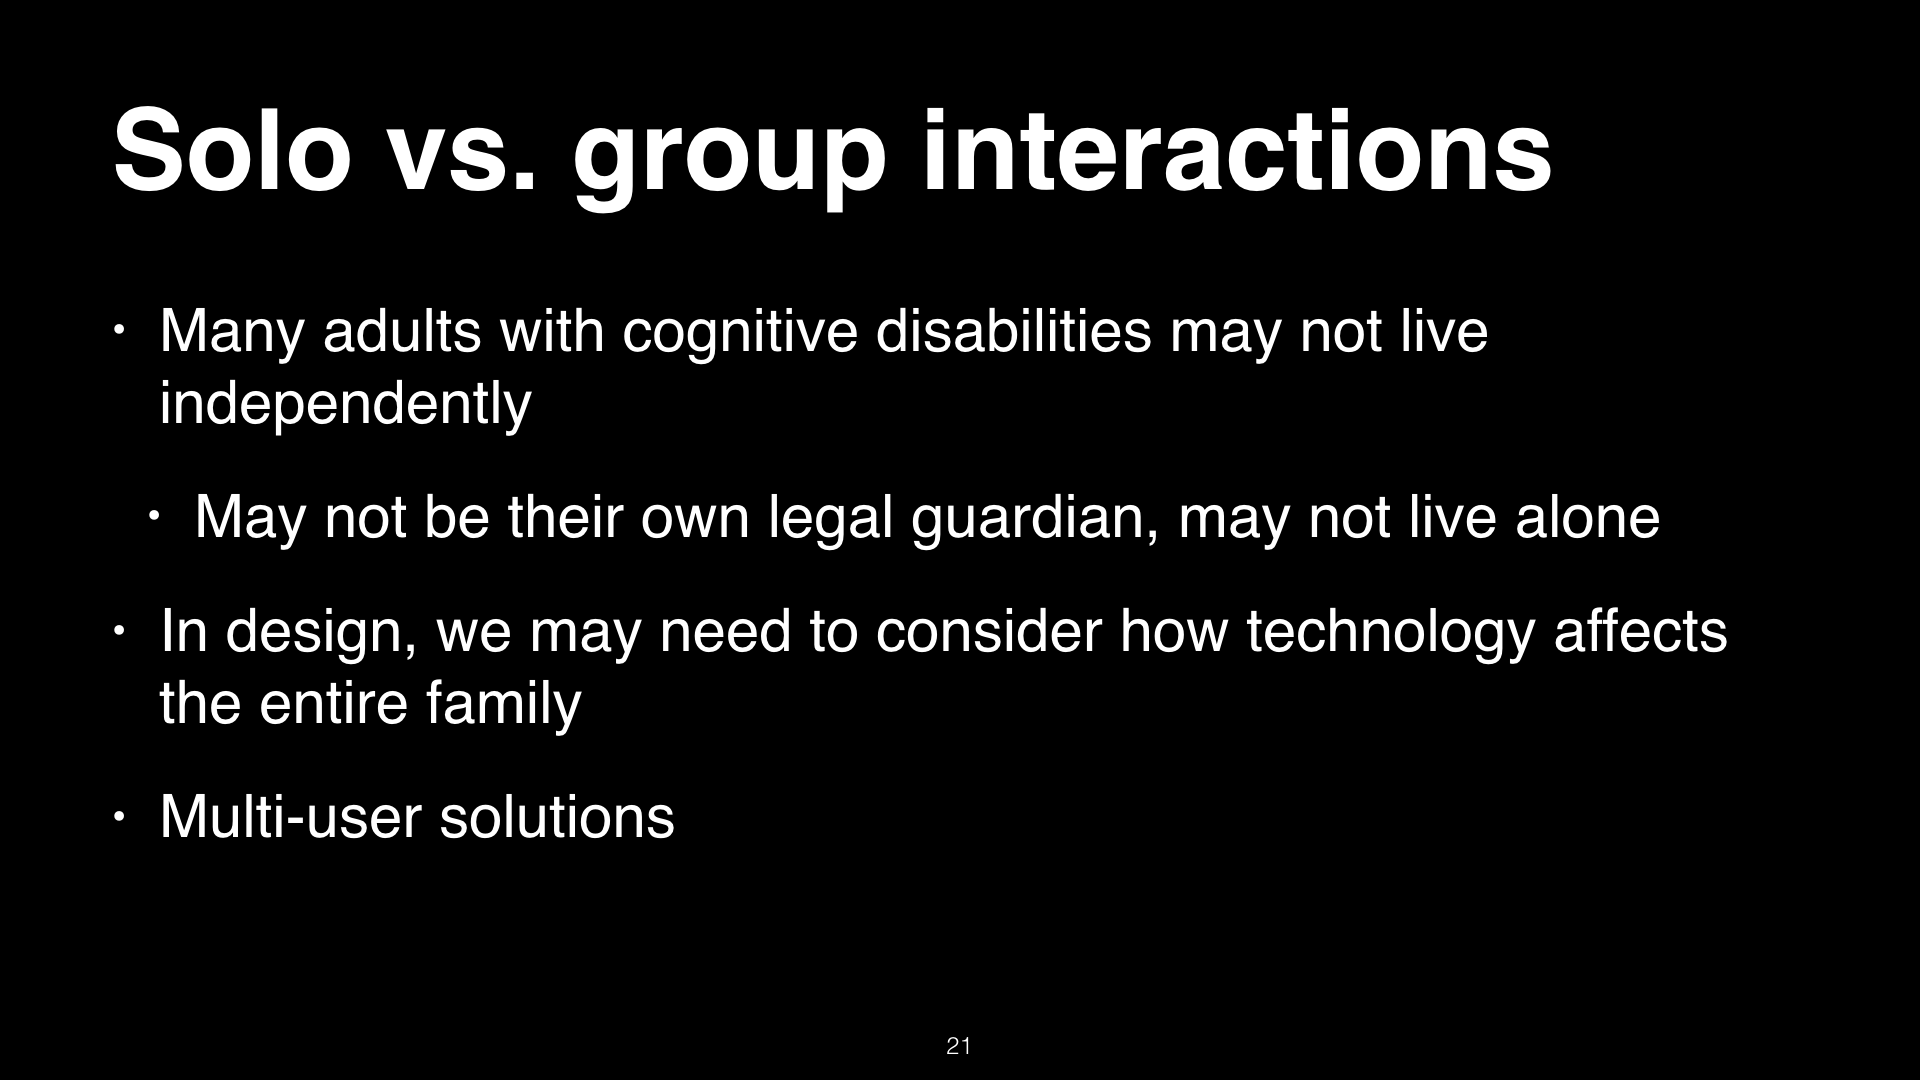 Solo vs. group interactions
• Many adults with cognitive disabilities may not live
independently
• May not be their own legal guardian, may not live alone
• In design, we may need to consider how technology affects
the entire family
• Multi-user solutions
21